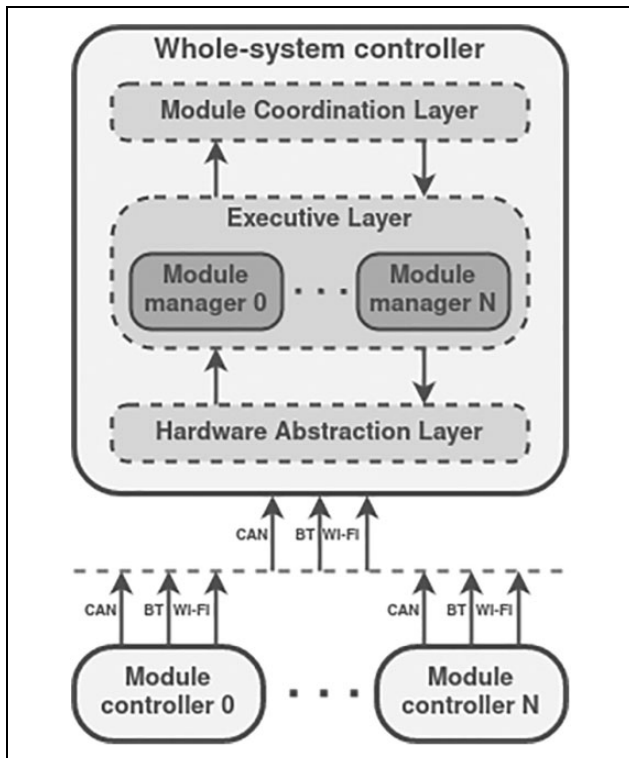 Whole-system controller
Module Coordination Layer
Executive Layer
Module
manager 0
. . .
Module
manager N
Hardware Abstraction Layer
CAN BT WI-FI
CAN BT WI-FI
CAN BT WI-FI
Module
controller 0
. . .
Module
controller N